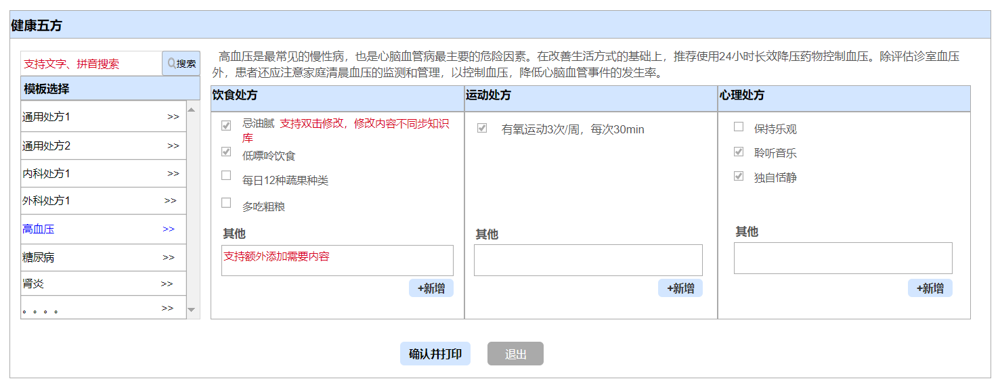 健康五方
支持文字、拼音搜索
搜索
模板选择
通用处方1 >>
通用处方2 >>
内科处方1 >>
外科处方1 >>
高血压 >>
糖尿病 >>
肾炎 >>
。。。。 >>
高血压是最常见的慢性病，也是心脑血管病最主要的危险因素。在改善生活方式的基础上，推荐使用24小时长效降压药物控制血压。除评估诊室血压
外，患者还应注意家庭清晨血压的监测和管理，以控制血压，降低心脑血管事件的发生率。
饮食处方
忌油腻 支持双击修改，修改内容不同步知识
库
低嘌呤饮食
每日12种蔬果种类
多吃粗粮
其他
支持额外添加需要内容
+新增
运动处方
有氧运动3次/周，每次30min
其他
+新增
心理处方
保持乐观
聆听音乐
独自恬静
其他
+新增
确认并打印
退出